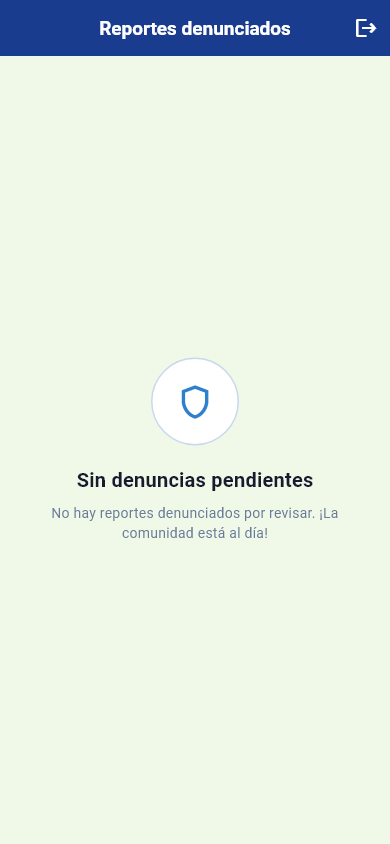 Reportes denunciados
Sin denuncias pendientes
No hay reportes denunciados por revisar. ¡La
comunidad está al día!